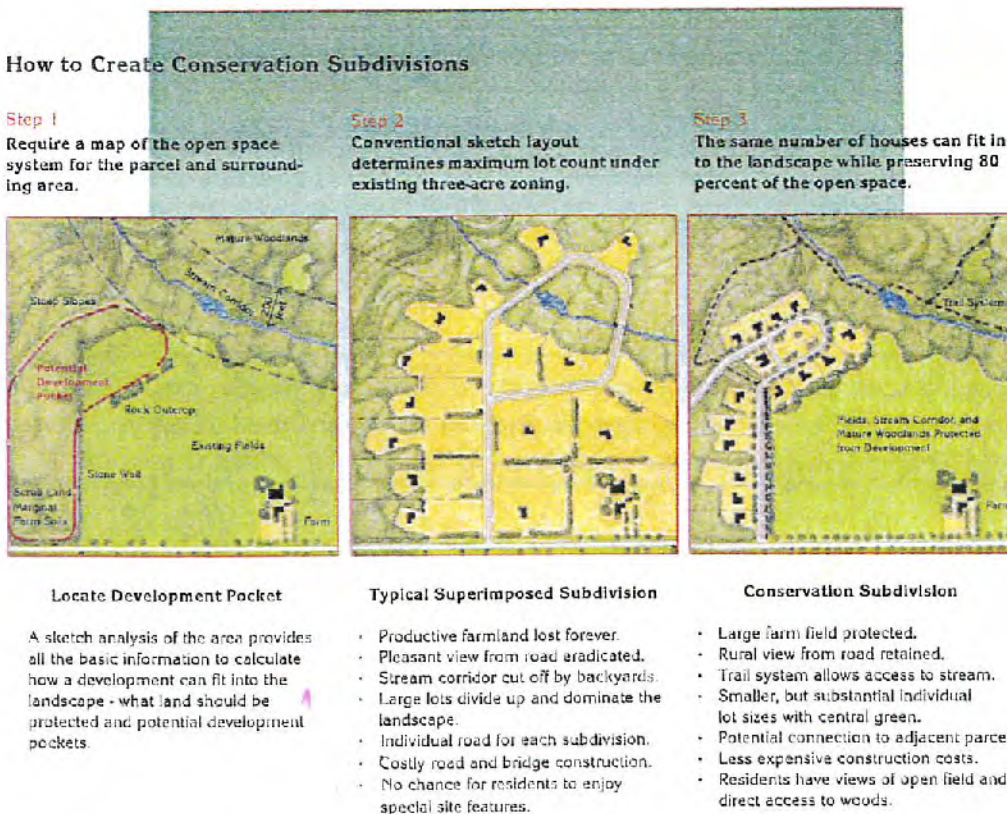 How to Create Conservation Subdivisions
Step 1
Require a map of the open space
system for the parcel and surround-
ing area.
Step 2
Conventional sketch layout
determines maximum lot count under
existing three-acre zoning.
Step 3
The same number of houses can fit in
to the landscape while preserving 80
percent of the open space.
Mature Woodlands
Stream Corridor
200
feet
Steep Slopes
Potential
Development
Pocket
Rock Outcrop
Existing Fields
Stone Wall
Scrub Land
Marginal
Farm Soils
Farm
Trail System
Fields, Stream Corridor, and
Mature Woodlands Protected
from Development
Farm
Locate Development Pocket
A sketch analysis of the area provides
all the basic information to calculate
how a development can fit into the
landscape - what land should be
protected and potential development
pockets.
Typical Superimposed Subdivision
· Productive farmland lost forever.
· Pleasant view from road eradicated.
· Stream corridor cut off by backyards.
· Large lots divide up and dominate the
landscape.
· Individual road for each subdivision.
· Costly road and bridge construction.
· No chance for residents to enjoy
special site features.
Conservation Subdivision
· Large farm field protected.
· Rural view from road retained.
· Trail system allows access to stream.
· Smaller, but substantial individual
lot sizes with central green.
· Potential connection to adjacent parce
· Less expensive construction costs.
· Residents have views of open field and
direct access to woods.